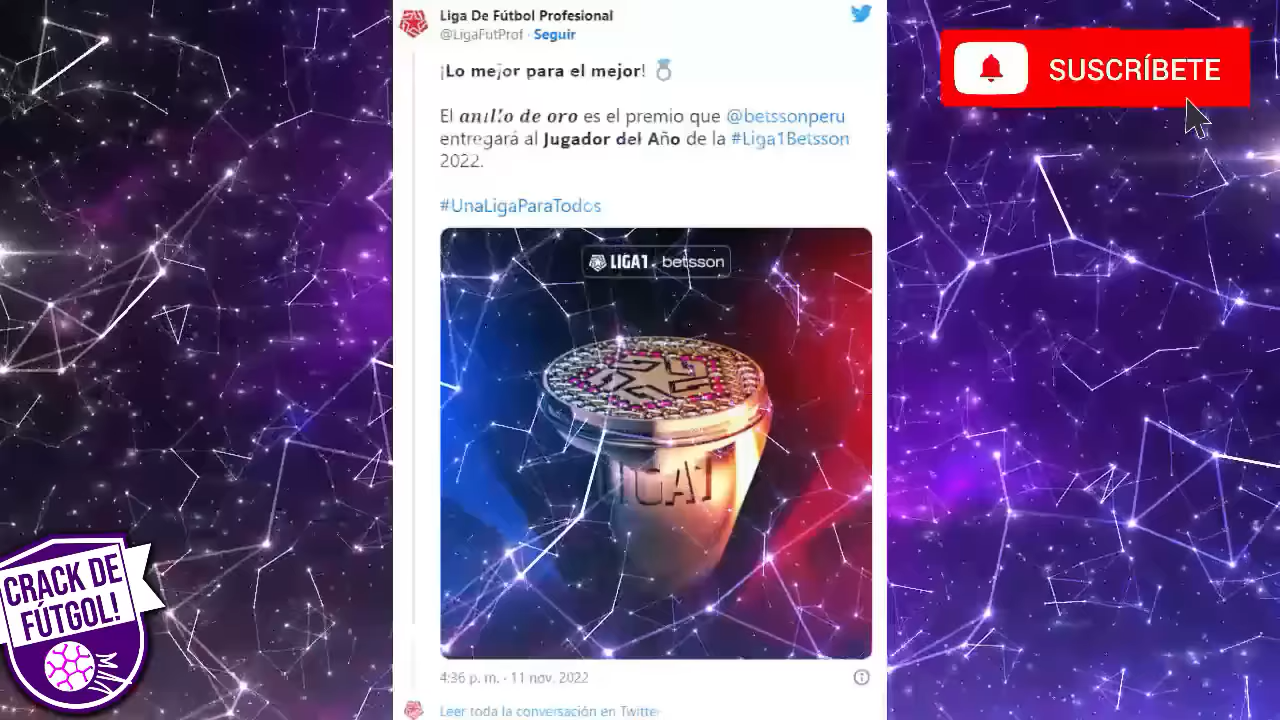 Liga De Fútbol Profesional
@LigaFutProf · Seguir
¡Lo mejor para el mejor! 💍
El anillo de oro es el premio que @betssonperu
entregará al Jugador del Año de la #Liga1Betsson
2022.
#UnaLigaParaTodos
LIGA1 betsson
LIGA1
4:36 p. m. · 11 nov. 2022
Leer toda la conversación en Twitter
SUSCRÍBETE
CRACK DE
FÚTGOL!